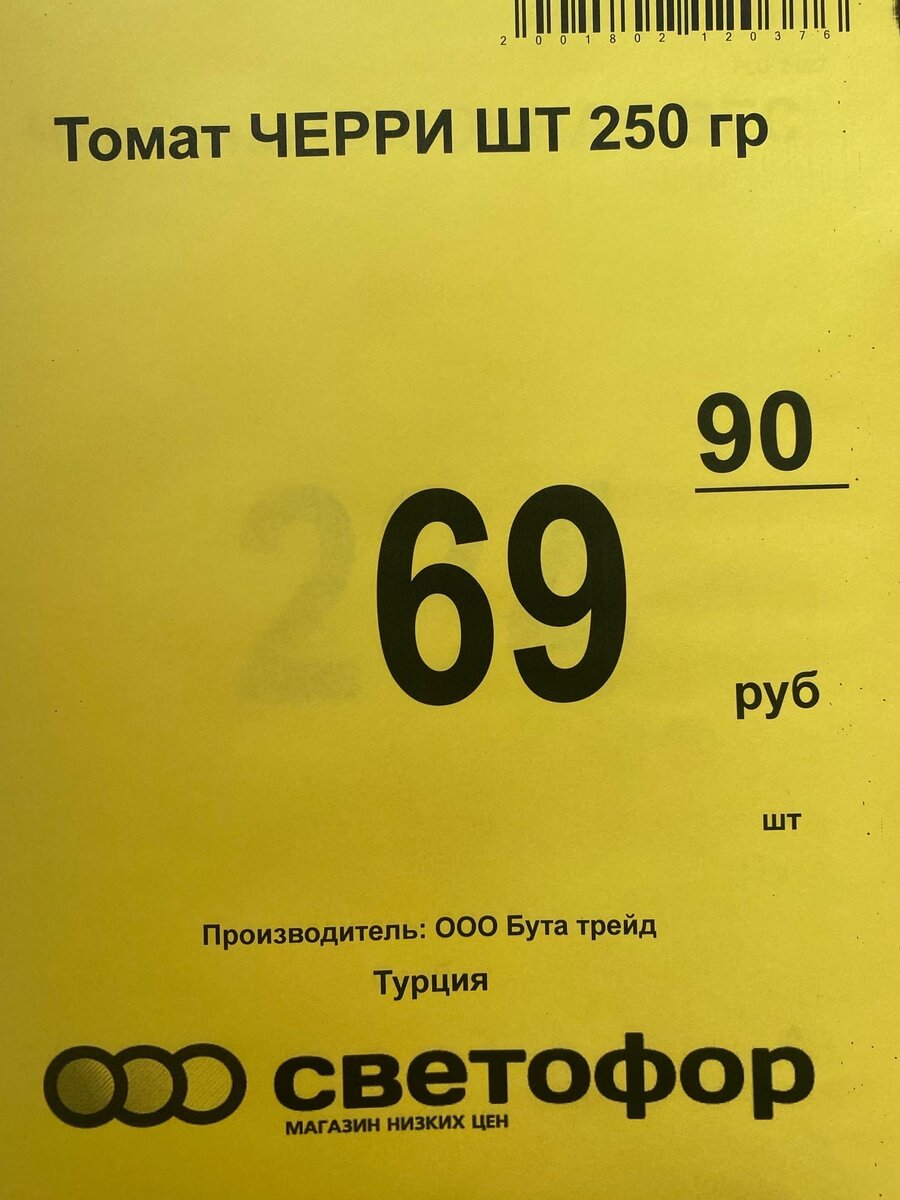 2001802120376
Томат ЧЕРРИ ШТ 250 гр
90
69
руб
шт
Производитель: ООО Бута трейд
Турция
светофор
МАГАЗИН НИЗКИХ ЦЕН